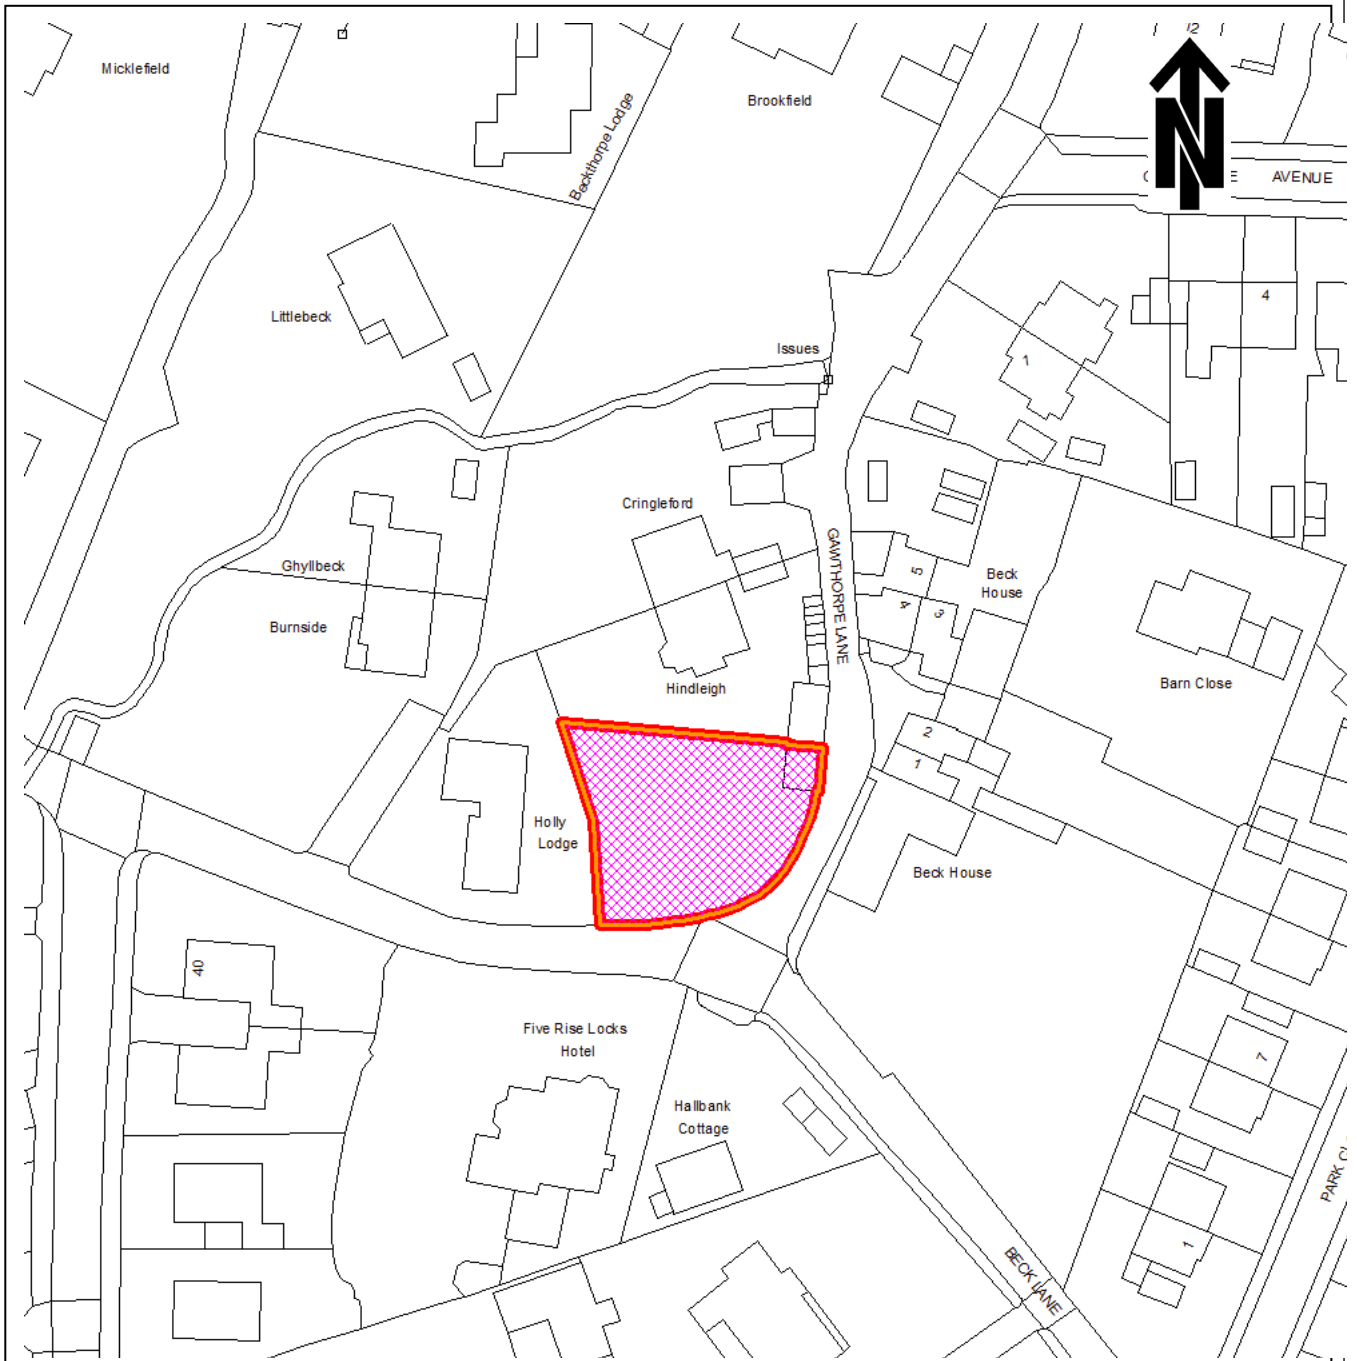 Micklefield
Brookfield
Beckthorpe Lodge
N
AVENUE
Littlebeck
4
Issues
1
Cringleford
GAWTHORPE LANE
Ghyllbeck
5
Beck
House
4
3
Burnside
Hindleigh
Barn Close
2
1
Holly
Lodge
Beck House
40
Five Rise Locks
Hotel
7
Hallbank
Cottage
PARK
1
BECK LANE